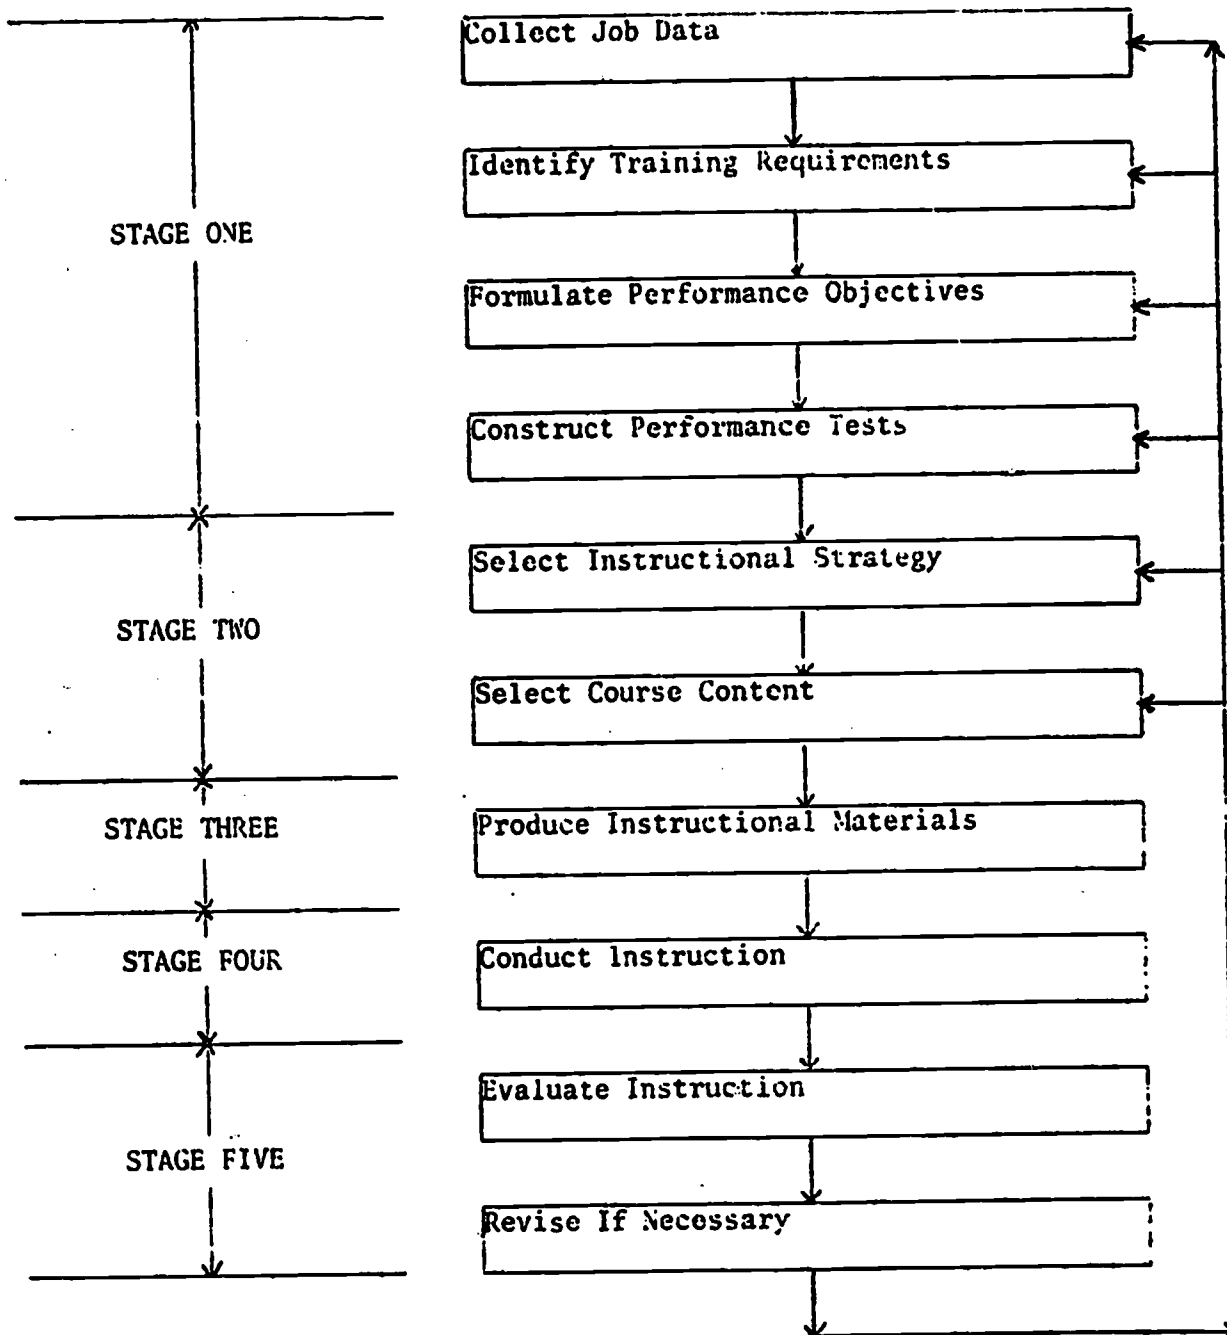 Collect Job Data
Identify Training Requirements
STAGE ONE
Formulate Performance Objectives
Construct Performance Tests
Select Instructional Strategy
STAGE TWO
Select Course Content
STAGE THREE
Produce Instructional Materials
STAGE FOUR
Conduct Instruction
Evaluate Instruction
STAGE FIVE
Revise If Necessary